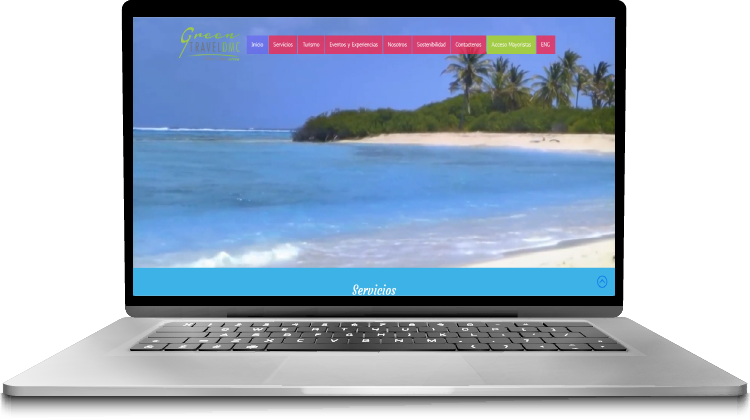 Green
TRAVEL DMC
Inicio Servicios Turismo Eventos y Experiencias Nosotros Sostenibilidad Contactenos Acceso Mayoristas ENG
Servicios